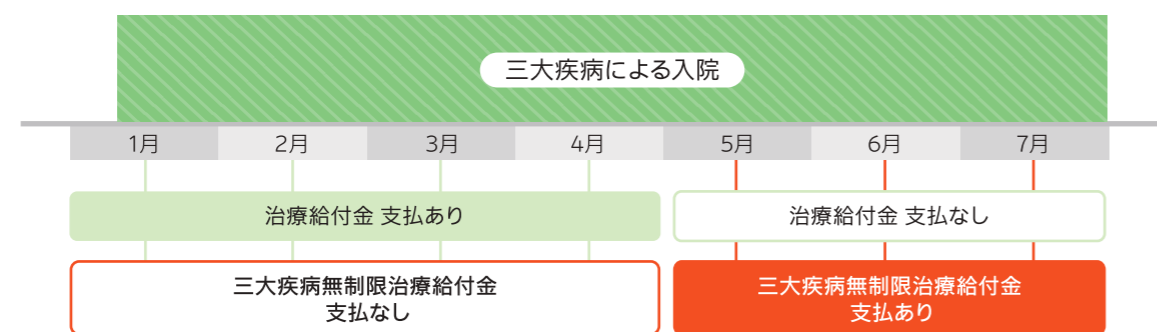 三大疾病による入院
1月 2月 3月 4月 5月 6月 7月
治療給付金 支払あり
治療給付金 支払なし
三大疾病無制限治療給付金
支払なし
三大疾病無制限治療給付金
支払あり